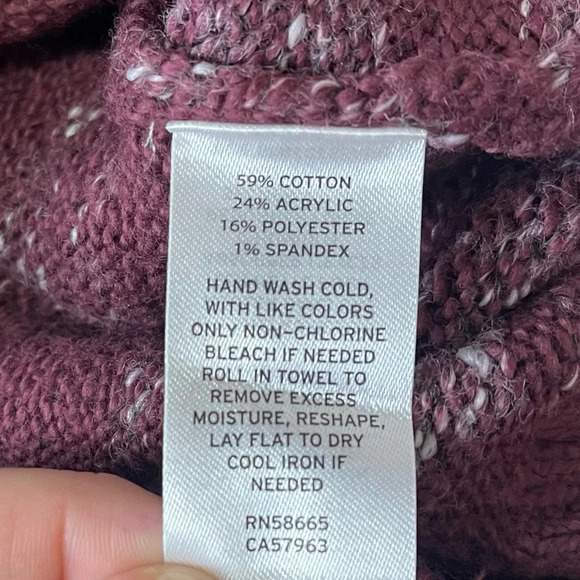 59% COTTON
24% ACRYLIC
16% POLYESTER
1% SPANDEX
HAND WASH COLD,
WITH LIKE COLORS
ONLY NON-CHLORINE
BLEACH IF NEEDED
ROLL IN TOWEL TO
REMOVE EXCESS
MOISTURE, RESHAPE,
LAY FLAT TO DRY
COOL IRON IF
NEEDED
RN58665
CA57963